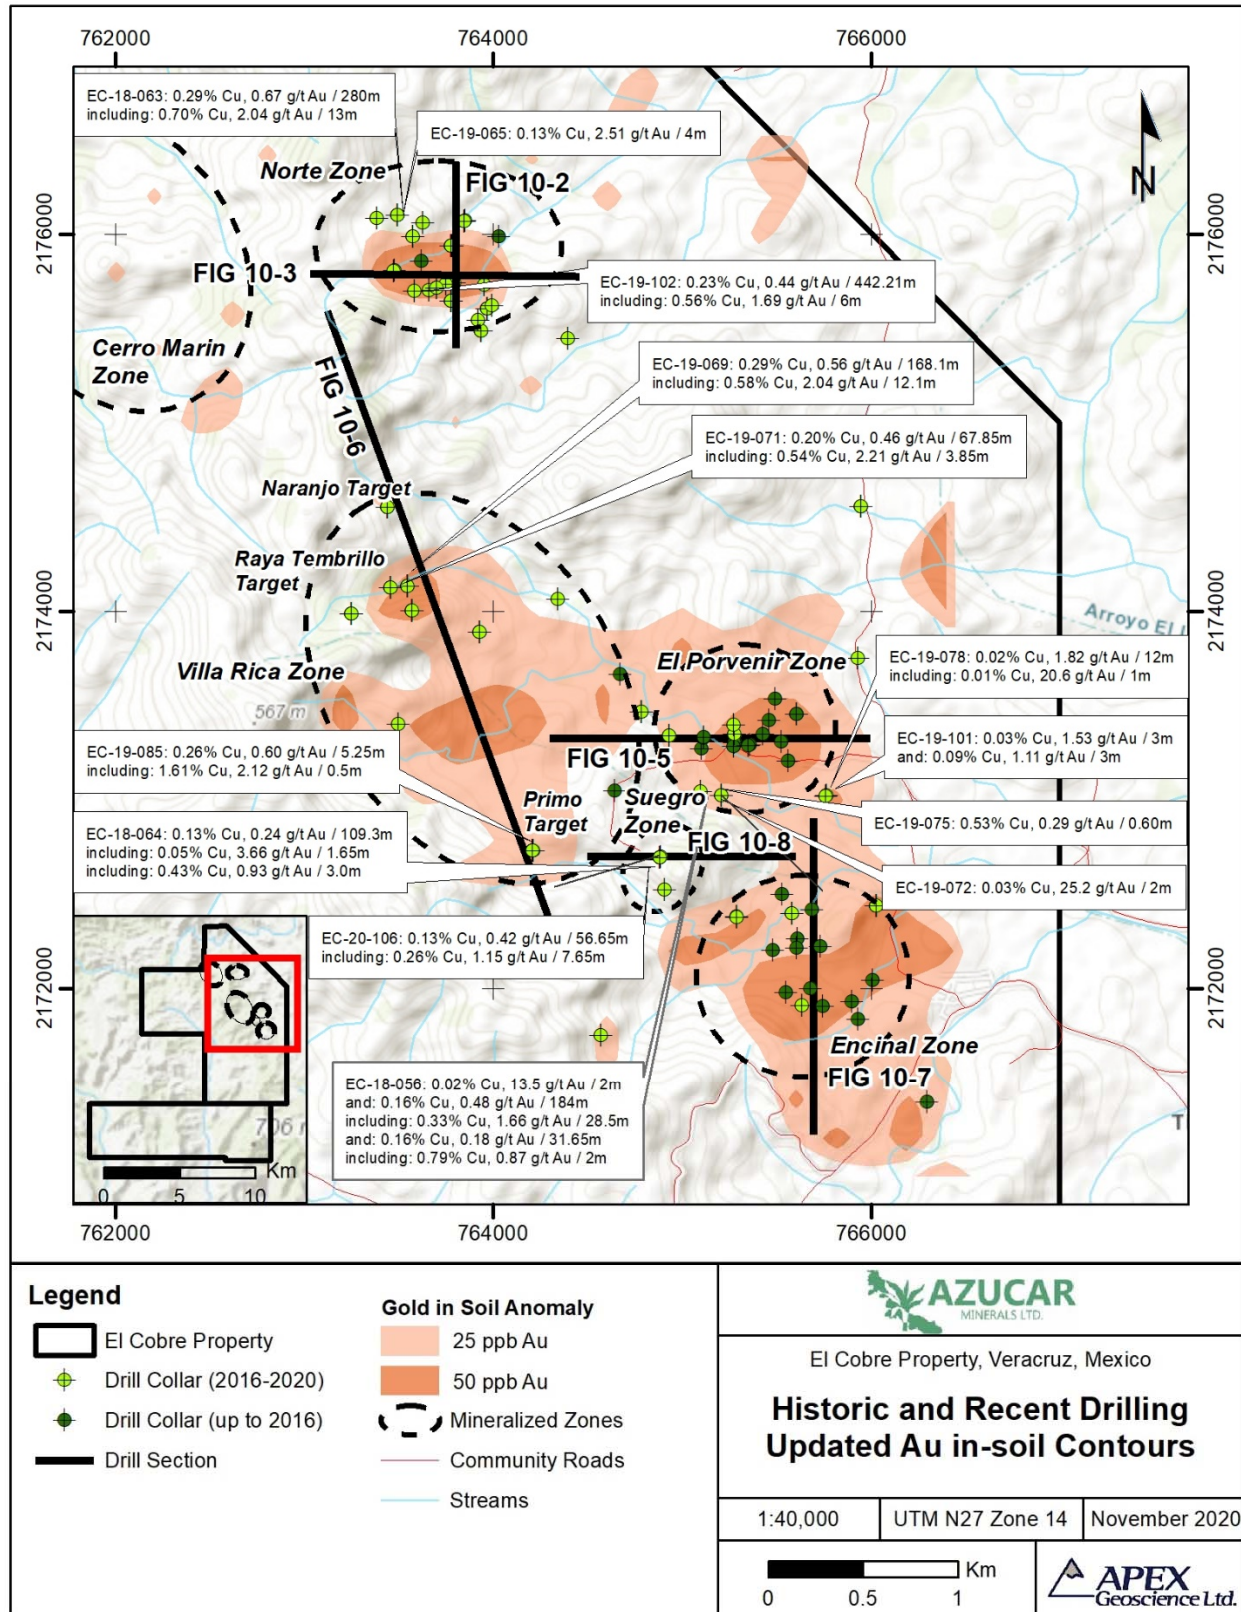 762000
764000
766000
EC-18-063: 0.29% Cu, 0.67 g/t Au / 280m
including: 0.70% Cu, 2.04 g/t Au / 13m
EC-19-065: 0.13% Cu, 2.51 g/t Au / 4m
Norte Zone
FIG 10-2
N
2176000
2176000
FIG 10-3
EC-19-102: 0.23% Cu, 0.44 g/t Au / 442.21m
including: 0.56% Cu, 1.69 g/t Au / 6m
Cerro Marin
Zone
EC-19-069: 0.29% Cu, 0.56 g/t Au / 168.1m
including: 0.58% Cu, 2.04 g/t Au / 12.1m
FIG 10-6
EC-19-071: 0.20% Cu, 0.46 g/t Au / 67.85m
including: 0.54% Cu, 2.21 g/t Au / 3.85m
Naranjo Target
Raya Tembrillo
Target
2174000
2174000
Arroyo El
EC-19-078: 0.02% Cu, 1.82 g/t Au / 12m
including: 0.01% Cu, 20.6 g/t Au / 1m
El Porvenir Zone
Villa Rica Zone
567 m
EC-19-101: 0.03% Cu, 1.53 g/t Au / 3m
and: 0.09% Cu, 1.11 g/t Au / 3m
EC-19-085: 0.26% Cu, 0.60 g/t Au / 5.25m
including: 1.61% Cu, 2.12 g/t Au / 0.5m
FIG 10-5
Primo
Target
Suegro
Zone
EC-19-075: 0.53% Cu, 0.29 g/t Au / 0.60m
EC-18-064: 0.13% Cu, 0.24 g/t Au / 109.3m
including: 0.05% Cu, 3.66 g/t Au / 1.65m
including: 0.43% Cu, 0.93 g/t Au / 3.0m
FIG 10-8
EC-19-072: 0.03% Cu, 25.2 g/t Au / 2m
EC-20-106: 0.13% Cu, 0.42 g/t Au / 56.65m
including: 0.26% Cu, 1.15 g/t Au / 7.65m
2172000
2172000
Encinal Zone
FIG 10-7
EC-18-056: 0.02% Cu, 13.5 g/t Au / 2m
and: 0.16% Cu, 0.48 g/t Au / 184m
including: 0.33% Cu, 1.66 g/t Au / 28.5m
and: 0.16% Cu, 0.18 g/t Au / 31.65m
including: 0.79% Cu, 0.87 g/t Au / 2m
T
706 m
Km
0 5 10
762000
764000
766000
Legend
El Cobre Property
Drill Collar (2016-2020)
Drill Collar (up to 2016)
Drill Section
Gold in Soil Anomaly
25 ppb Au
50 ppb Au
Mineralized Zones
Community Roads
Streams
AZUCAR
MINERALS LTD.
El Cobre Property, Veracruz, Mexico
Historic and Recent Drilling
Updated Au in-soil Contours
1:40,000
UTM N27 Zone 14
November 2020
Km
0 0.5 1
APEX
Geoscience Ltd.